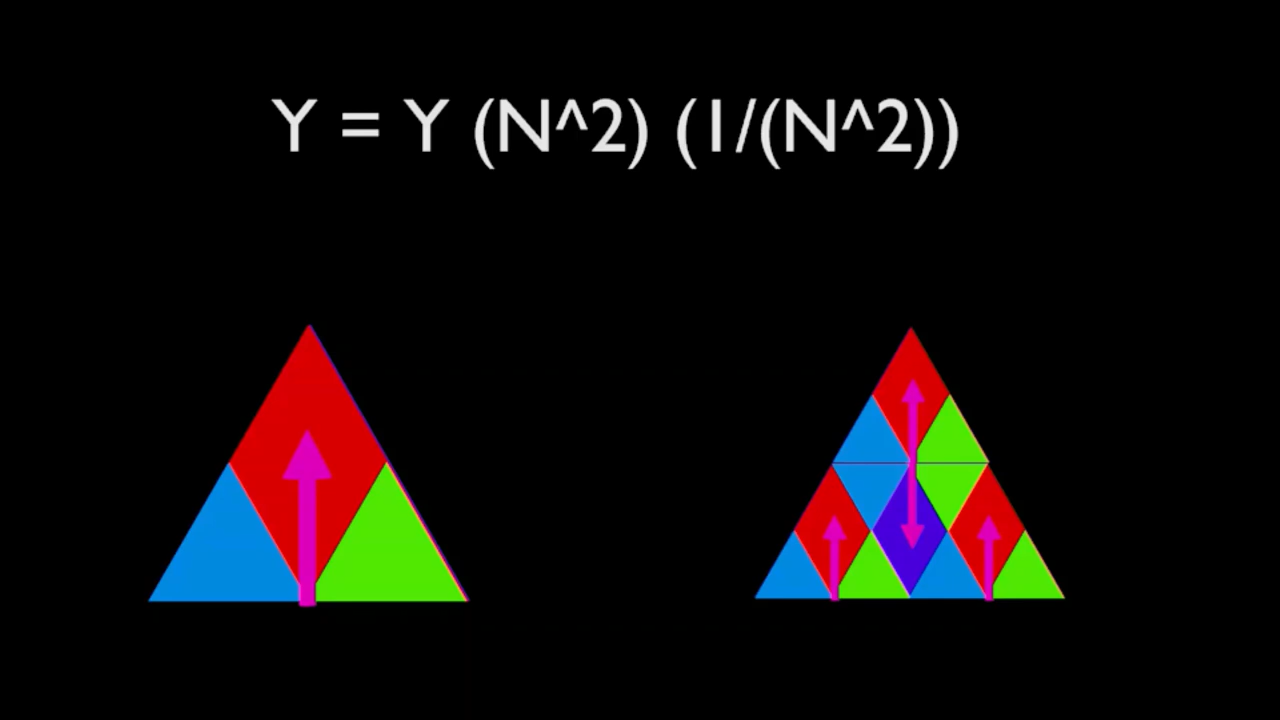 Y = Y (N^2) (1/(N^2))